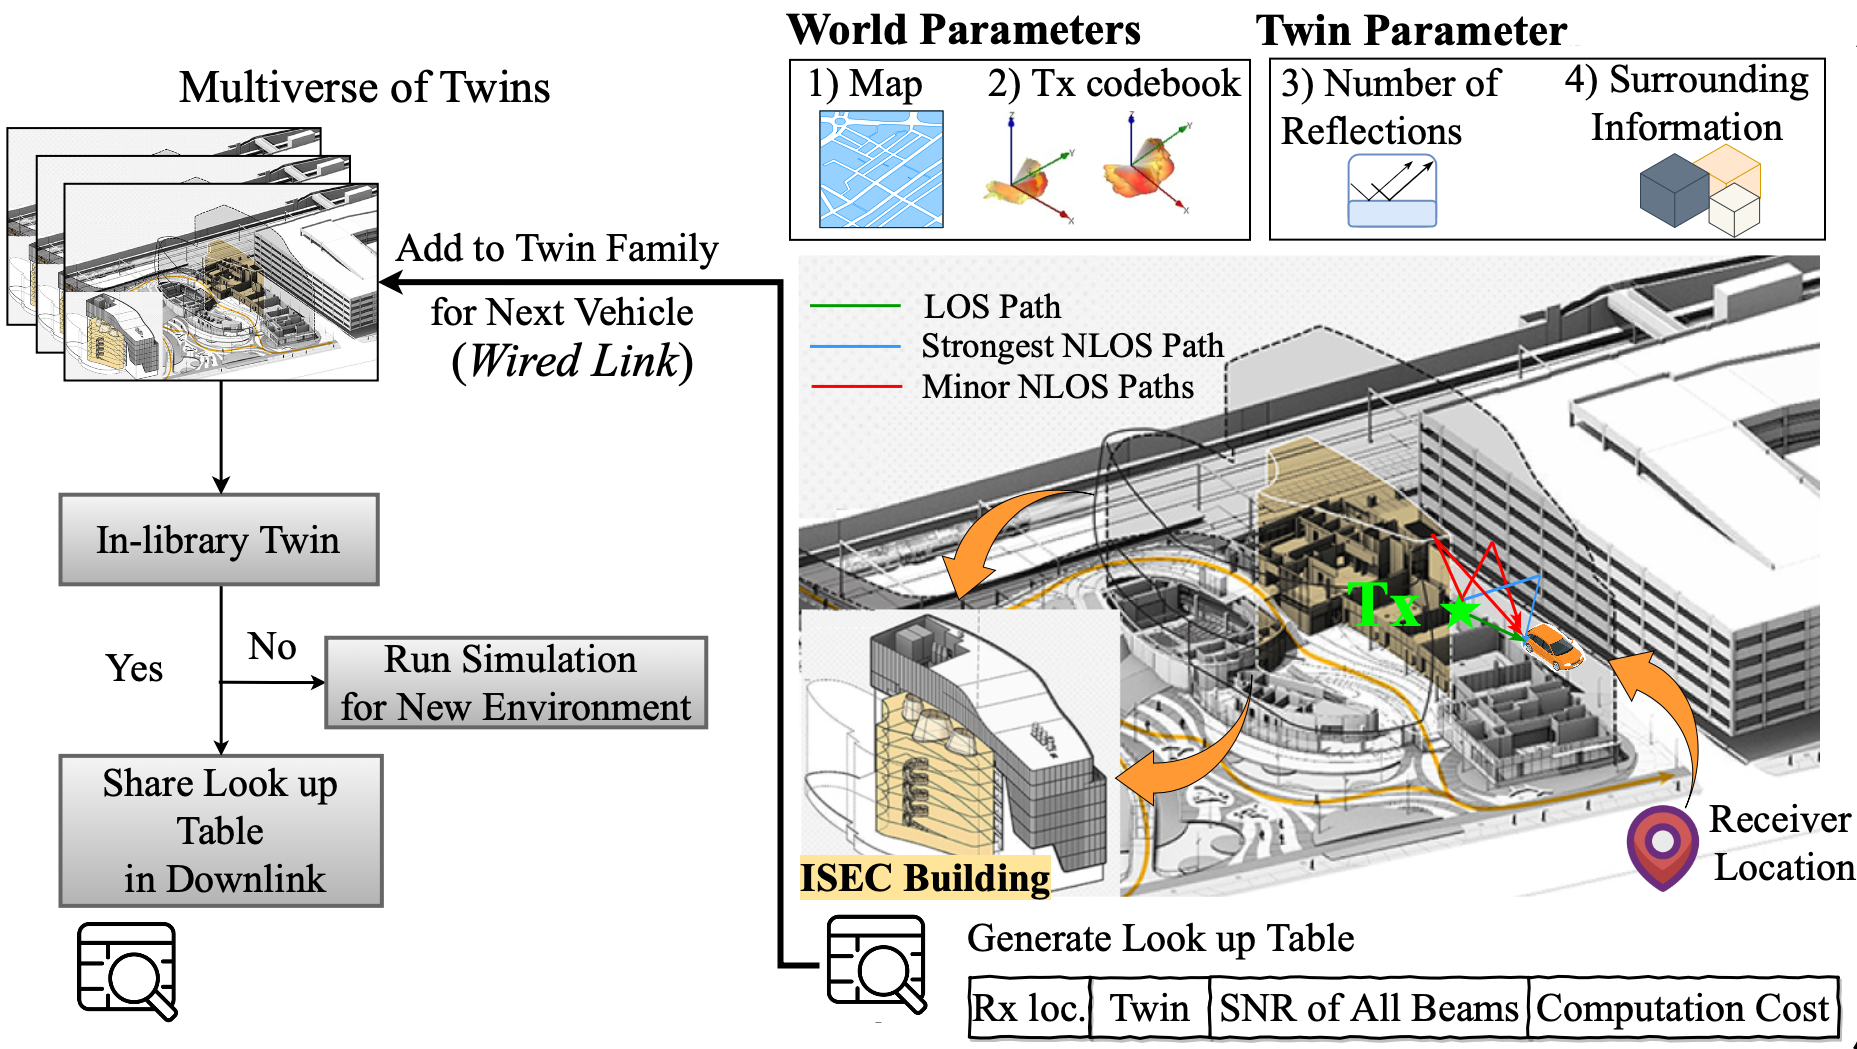 World Parameters
Twin Parameter
1) Map
2) Tx codebook
3) Number of
Reflections
4) Surrounding
Information
Z
Y
X
Z
Y
X
Multiverse of Twins
Add to Twin Family
for Next Vehicle
(Wired Link)
LOS Path
Strongest NLOS Path
Minor NLOS Paths
In-library Twin
Tx
Yes
No
Run Simulation
for New Environment
Share Look up
Table
in Downlink
ISEC Building
Receiver
Location
Generate Look up Table
Rx loc.
Twin
SNR of All Beams
Computation Cost